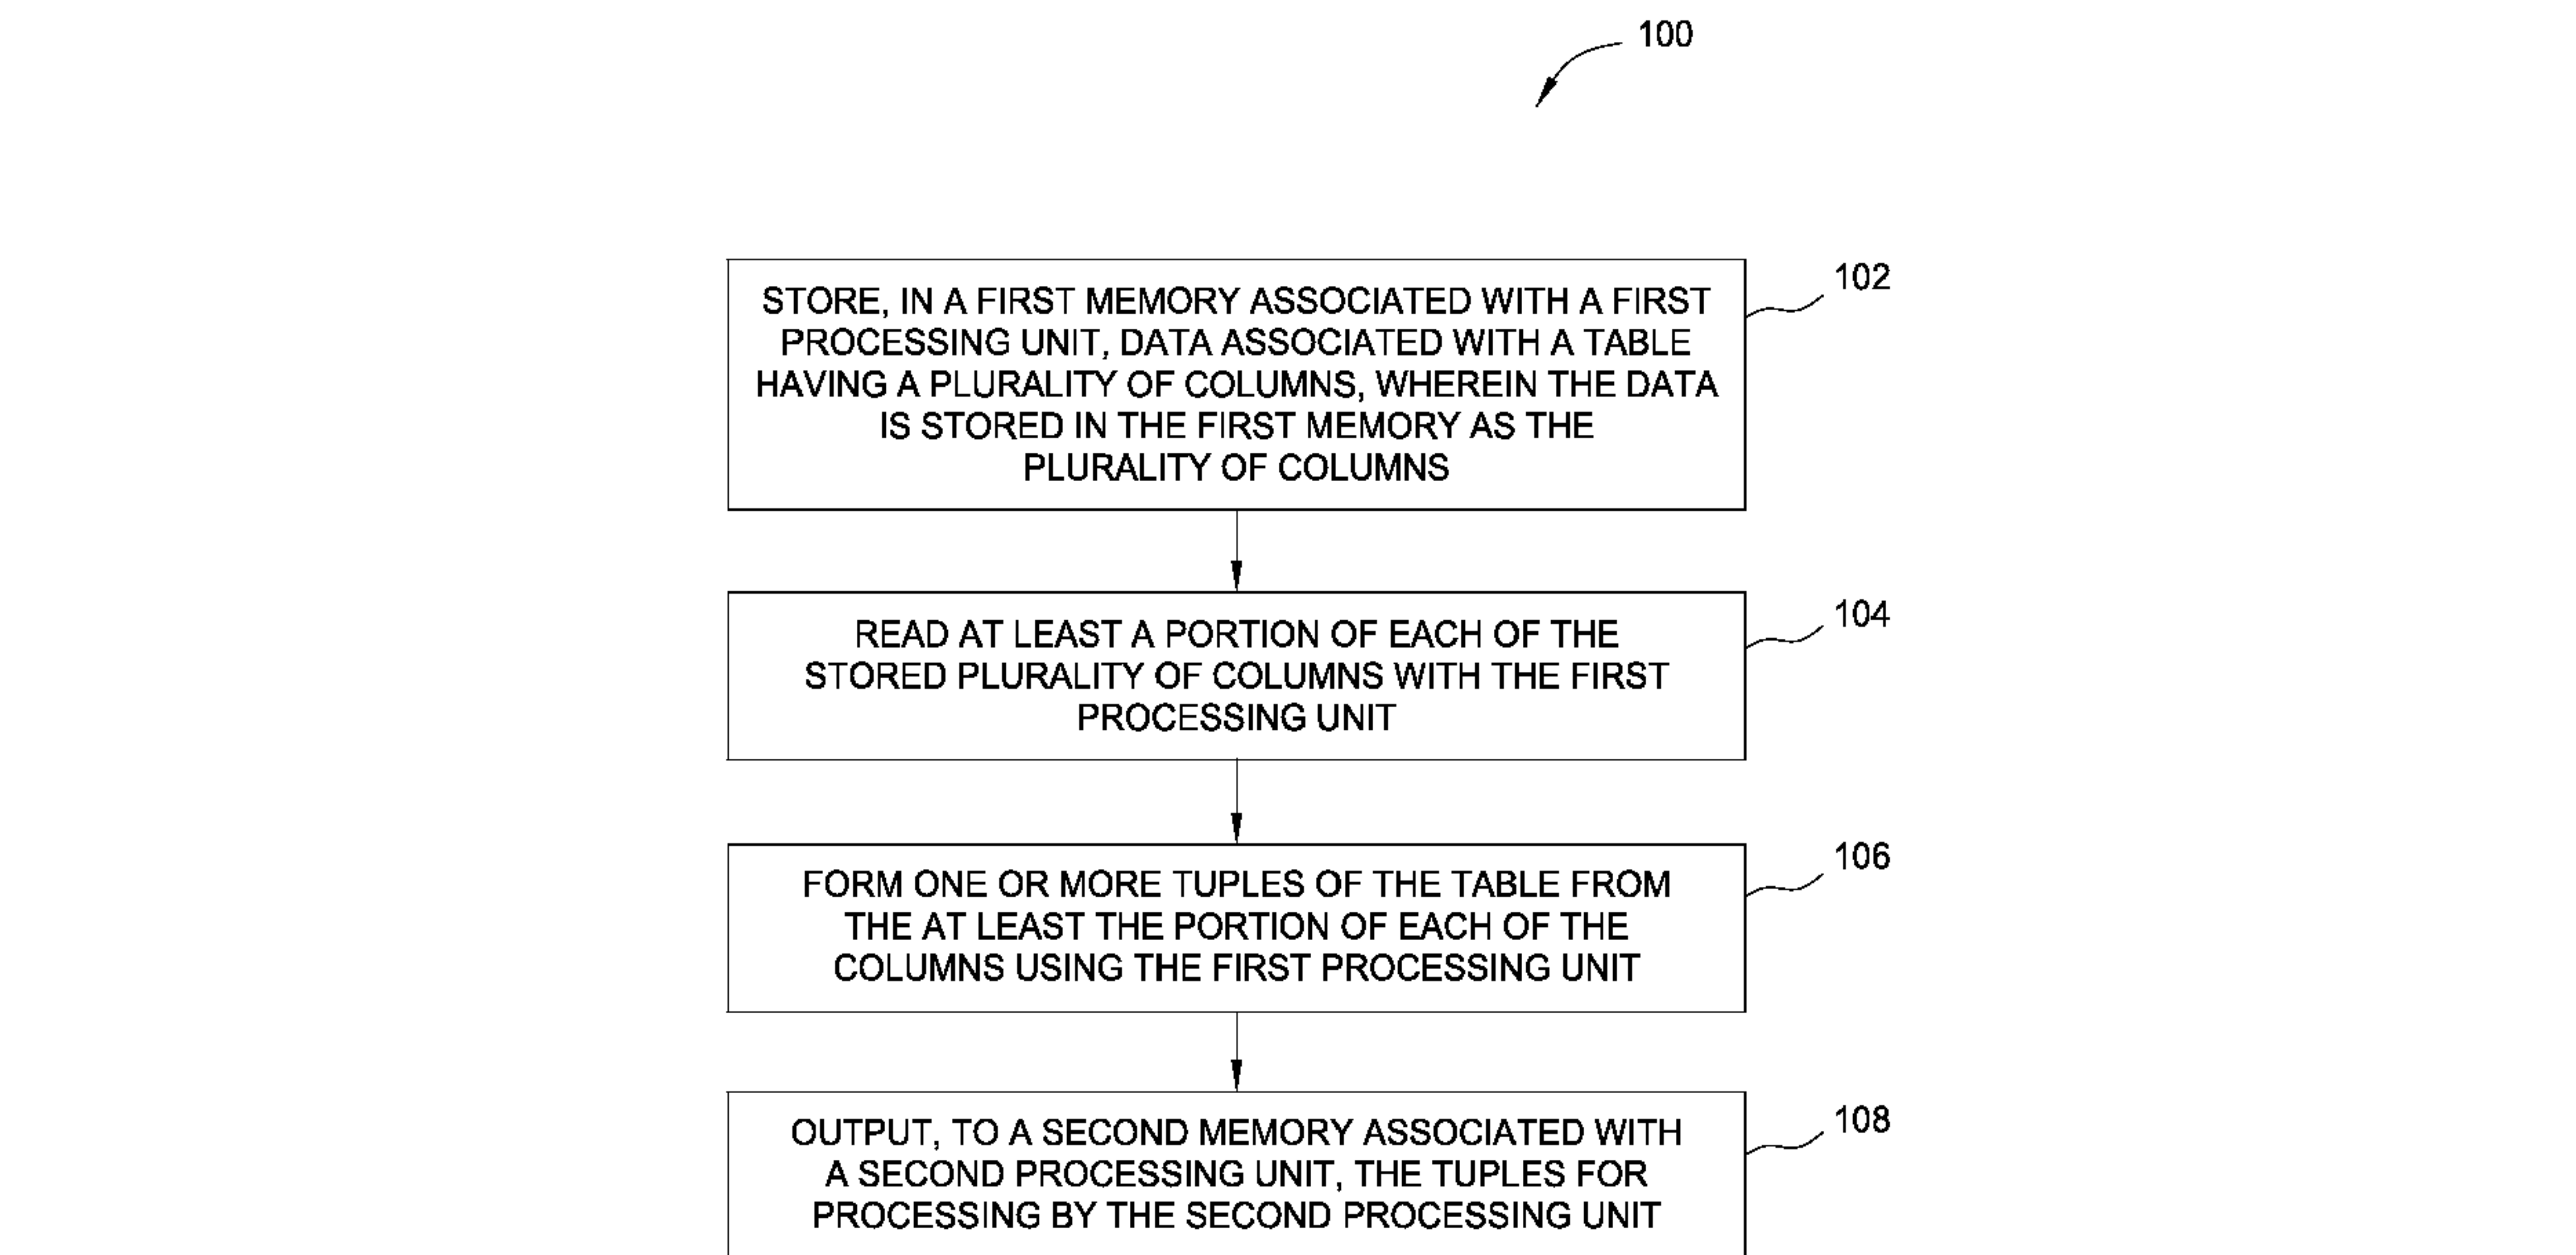 100
102
STORE, IN A FIRST MEMORY ASSOCIATED WITH A FIRST
PROCESSING UNIT, DATA ASSOCIATED WITH A TABLE
HAVING A PLURALITY OF COLUMNS, WHEREIN THE DATA
IS STORED IN THE FIRST MEMORY AS THE
PLURALITY OF COLUMNS
104
READ AT LEAST A PORTION OF EACH OF THE
STORED PLURALITY OF COLUMNS WITH THE FIRST
PROCESSING UNIT
106
FORM ONE OR MORE TUPLES OF THE TABLE FROM
THE AT LEAST THE PORTION OF EACH OF THE
COLUMNS USING THE FIRST PROCESSING UNIT
108
OUTPUT, TO A SECOND MEMORY ASSOCIATED WITH
A SECOND PROCESSING UNIT, THE TUPLES FOR
PROCESSING BY THE SECOND PROCESSING UNIT